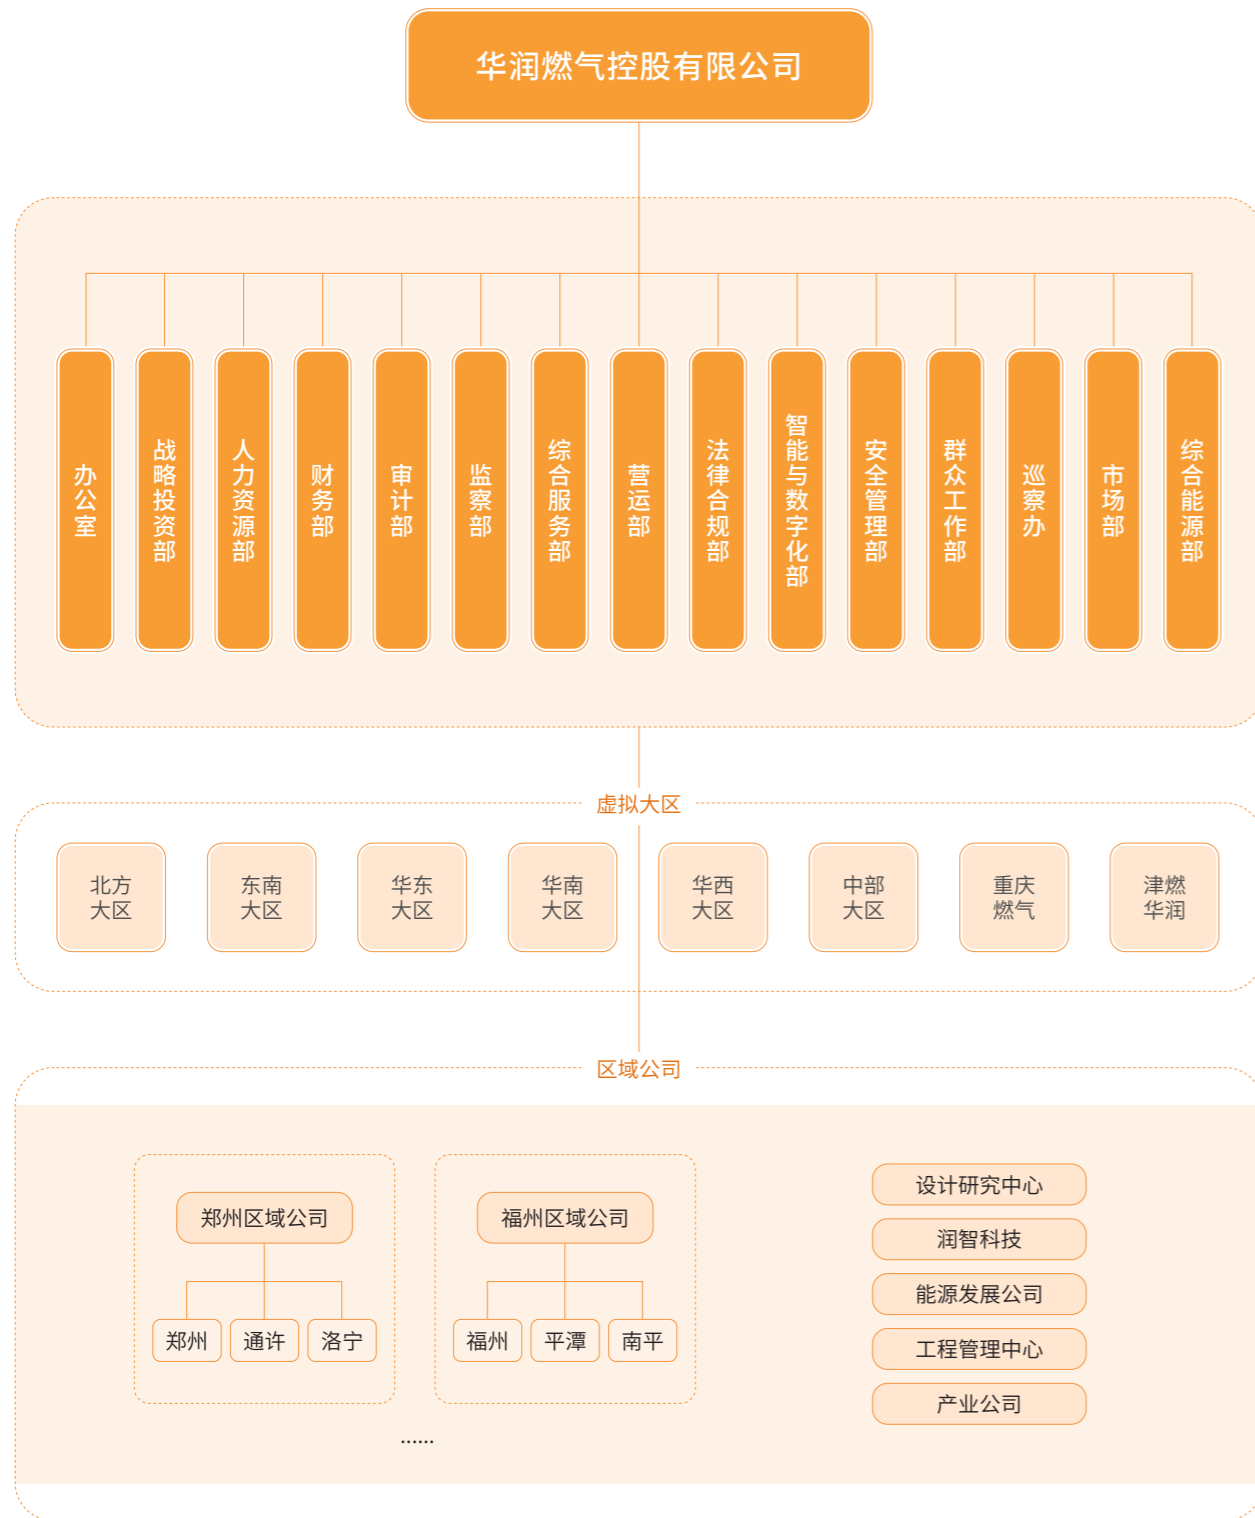 华润燃气控股有限公司
办公室
战略投资部
人力资源部
财务部
审计部
监察部
综合服务部
营运部
法律合规部
智能与数字化部
安全管理部
群众工作部
巡察办
市场部
综合能源部
虚拟大区
北方
大区
东南
大区
华东
大区
华南
大区
华西
大区
中部
大区
重庆
燃气
津燃
华润
区域公司
郑州区域公司
郑州
通许
洛宁
福州区域公司
福州
平潭
南平
......
设计研究中心
润智科技
能源发展公司
工程管理中心
产业公司